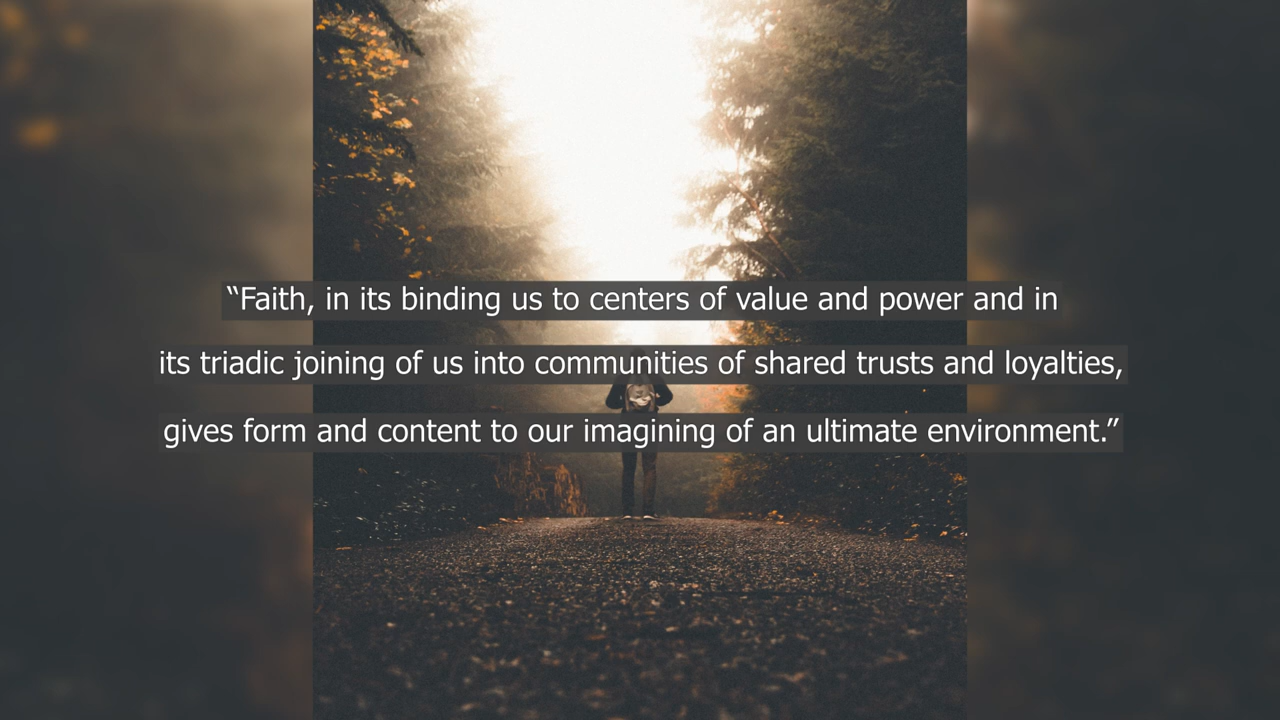 “Faith, in its binding us to centers of value and power and in
its triadic joining of us into communities of shared trusts and loyalties,
gives form and content to our imagining of an ultimate environment.”